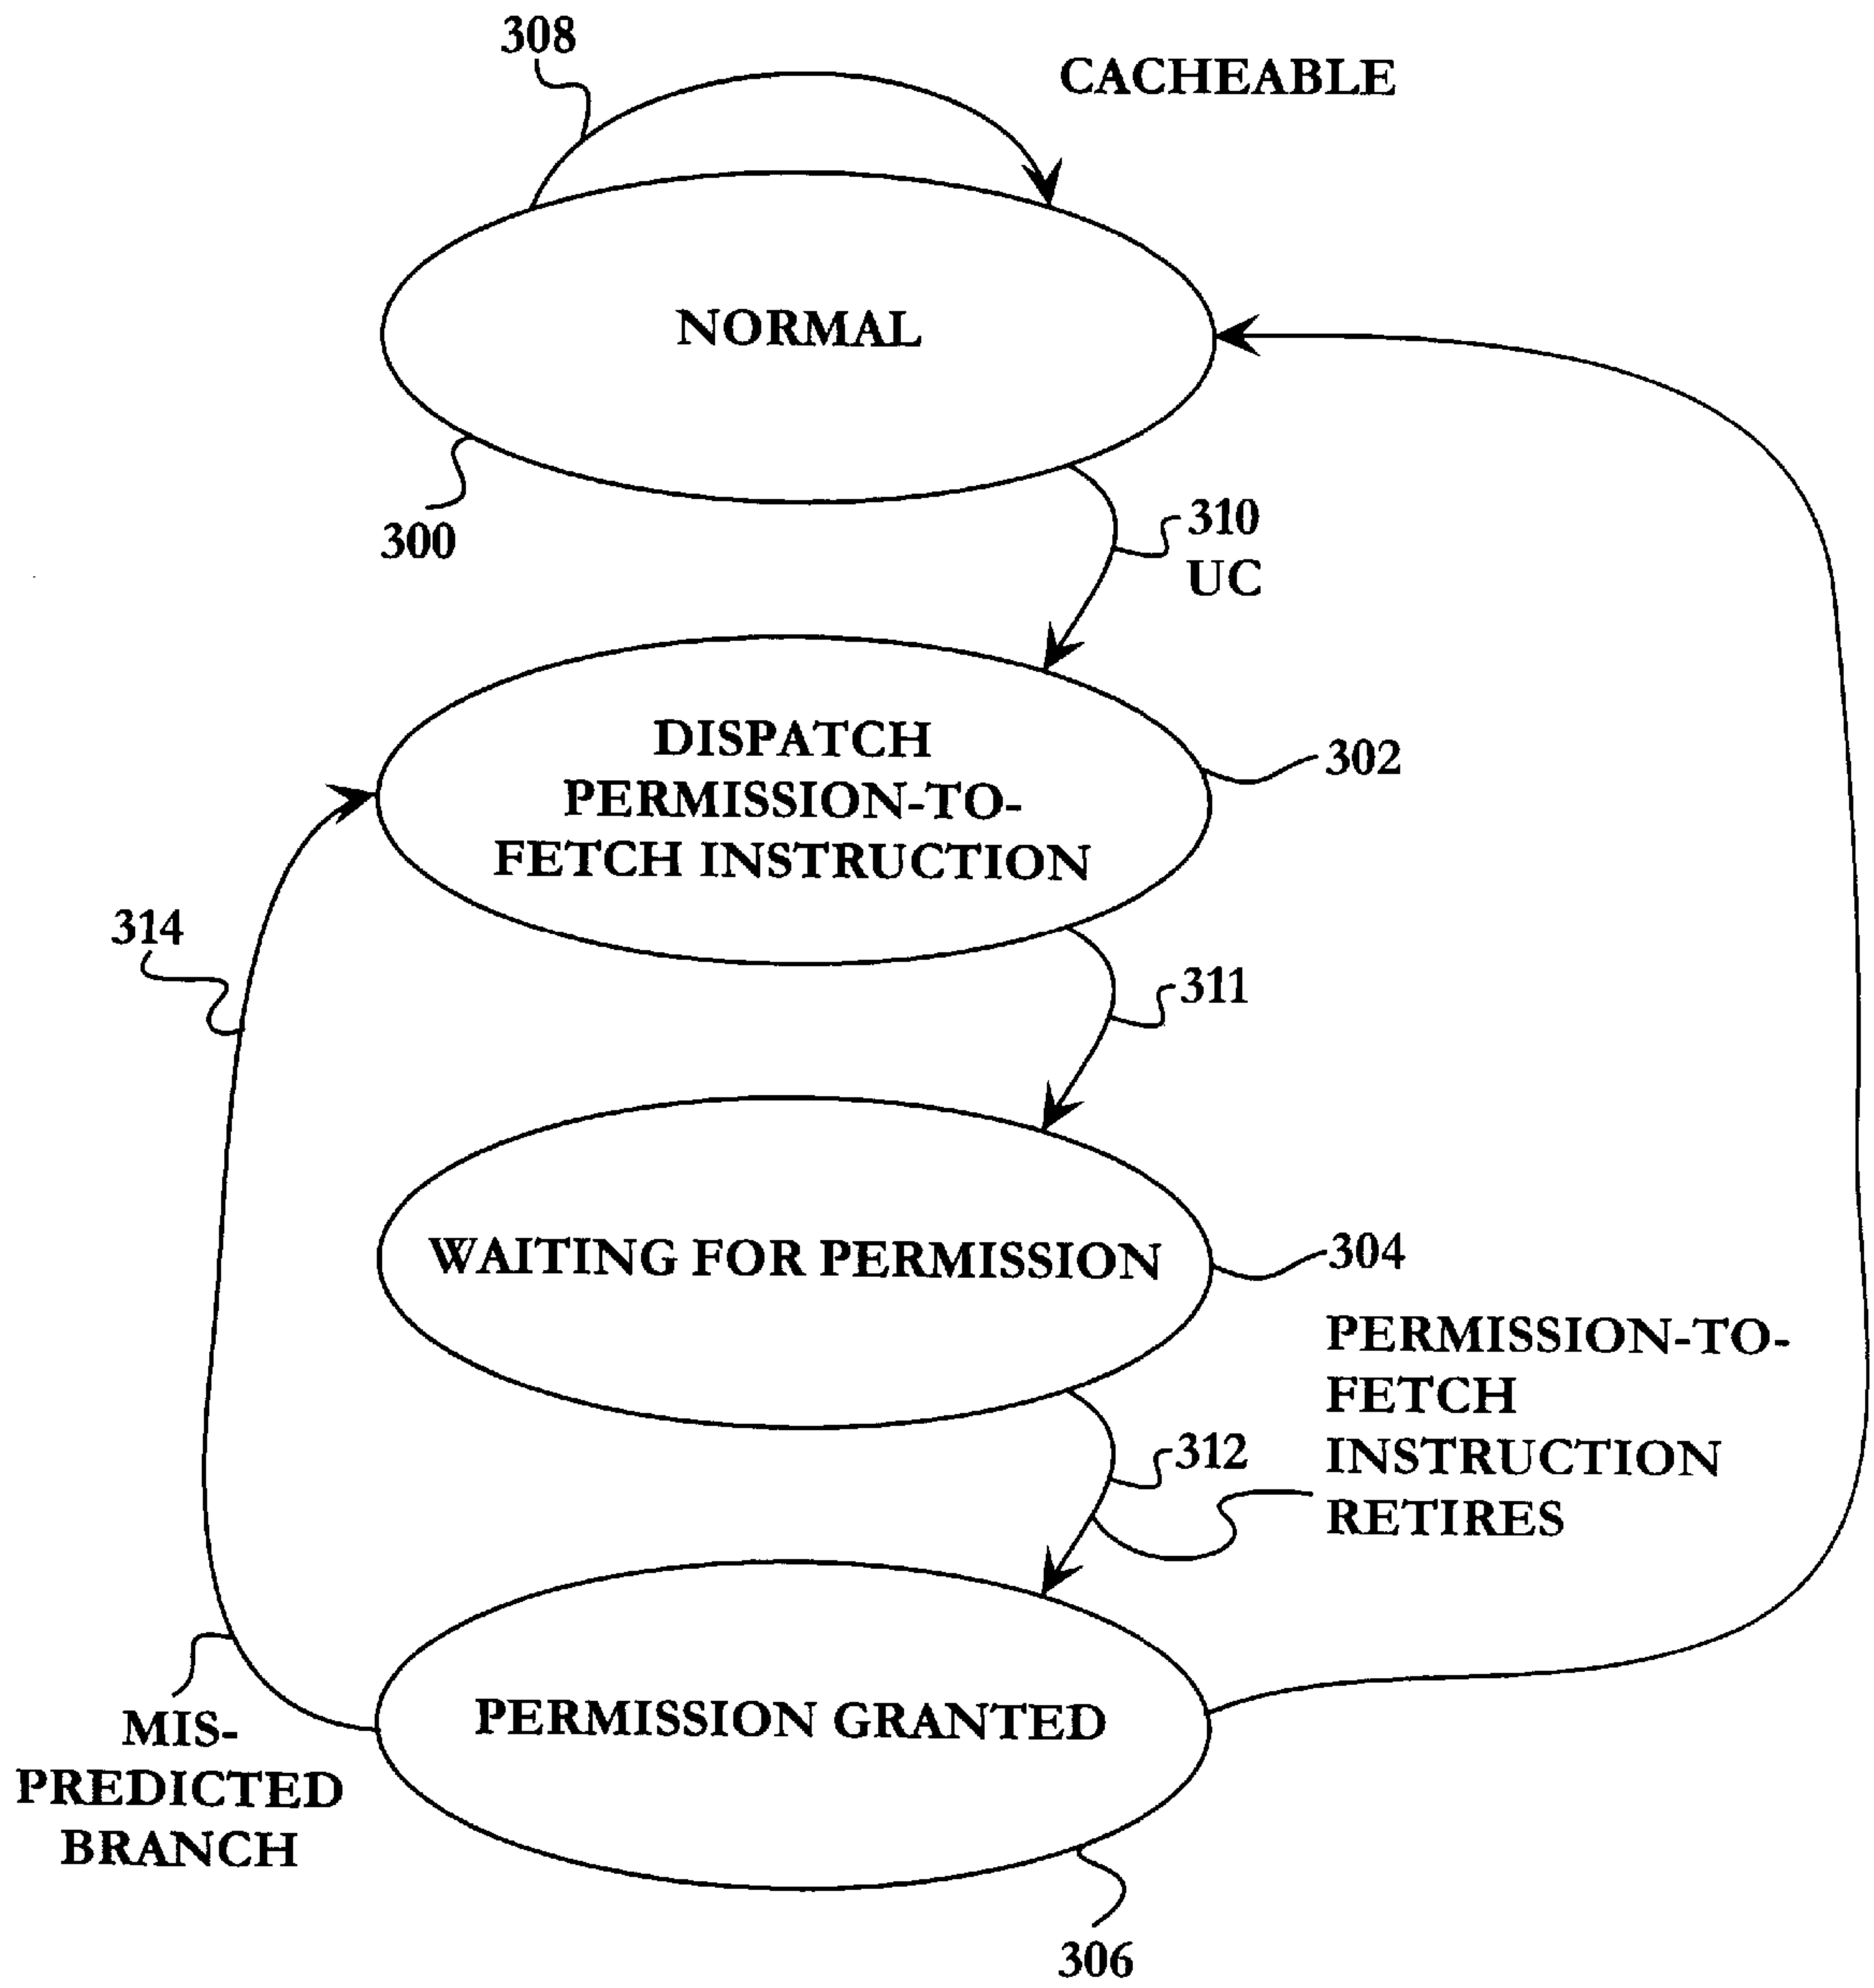 308
CACHEABLE
NORMAL
300
310
UC
DISPATCH
PERMISSION-TO-
FETCH INSTRUCTION
302
314
311
WAITING FOR PERMISSION
304
PERMISSION-TO-
FETCH
INSTRUCTION
RETIRES
312
PERMISSION GRANTED
MIS-
PREDICTED
BRANCH
306